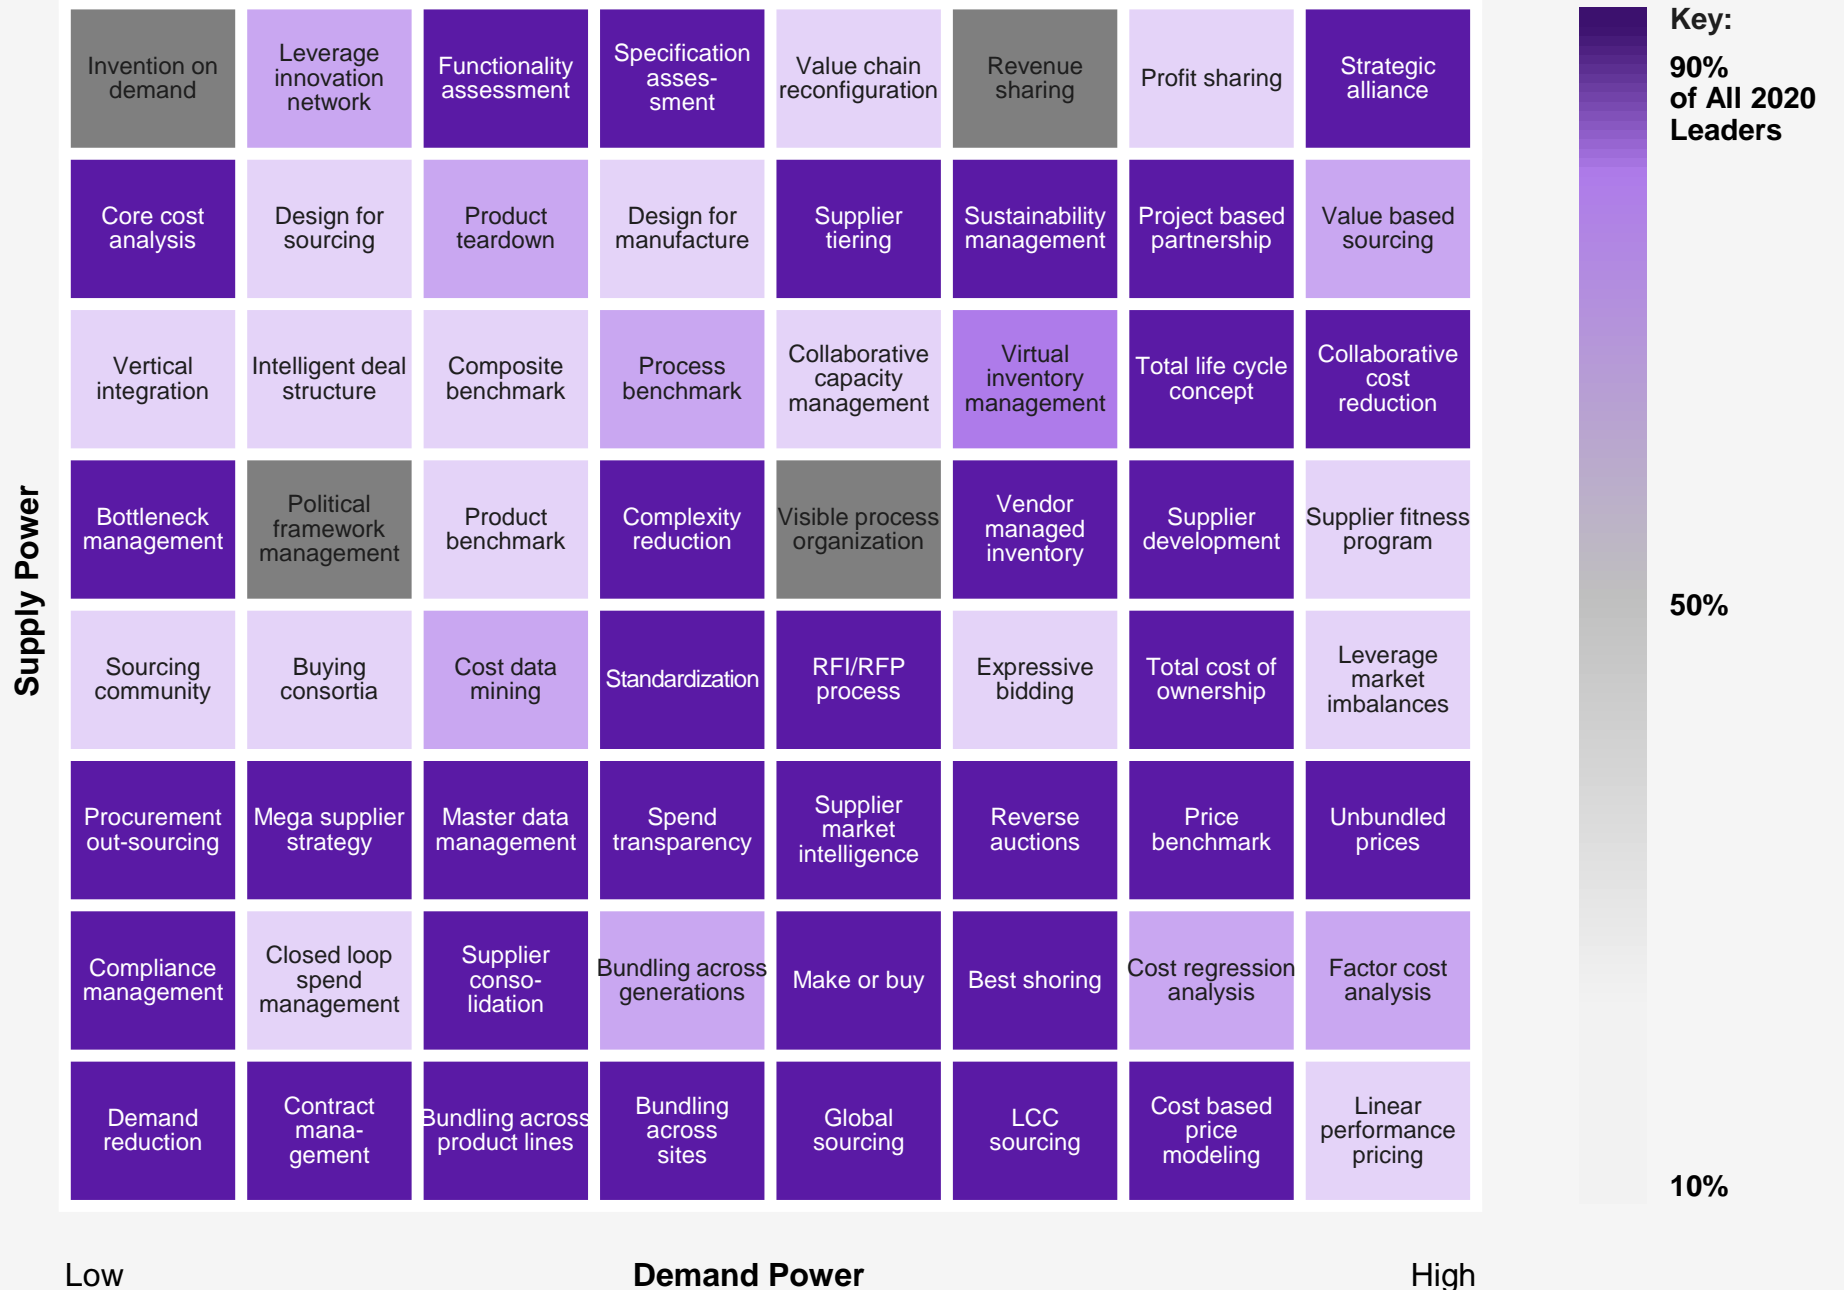 Invention on
demand
Leverage
innovation
network
Functionality
assessment
Specification
asses-
sment
Value chain
reconfiguration
Revenue
sharing
Profit sharing
Strategic
alliance
Core cost
analysis
Design for
sourcing
Product
teardown
Design for
manufacture
Supplier
tiering
Sustainability
management
Project based
partnership
Value based
sourcing
Vertical
integration
Intelligent deal
structure
Composite
benchmark
Process
benchmark
Collaborative
capacity
management
Virtual
inventory
management
Total life cycle
concept
Collaborative
cost
reduction
Bottleneck
management
Political
framework
management
Product
benchmark
Complexity
reduction
Visible process
organization
Vendor
managed
inventory
Supplier
development
Supplier fitness
program
Sourcing
community
Buying
consortia
Cost data
mining
Standardization
RFI/RFP
process
Expressive
bidding
Total cost of
ownership
Leverage
market
imbalances
Procurement
out-sourcing
Mega supplier
strategy
Master data
management
Spend
transparency
Supplier
market
intelligence
Reverse
auctions
Price
benchmark
Unbundled
prices
Compliance
management
Closed loop
spend
management
Supplier
conso-
lidation
Bundling across
generations
Make or buy
Best shoring
Cost regression
analysis
Factor cost
analysis
Demand
reduction
Contract
mana-
gement
Bundling across
product lines
Bundling
across
sites
Global
sourcing
LCC
sourcing
Cost based
price
modeling
Linear
performance
pricing
Supply Power
Low
Demand Power
High
Key:
90%
of All 2020
Leaders
50%
10%